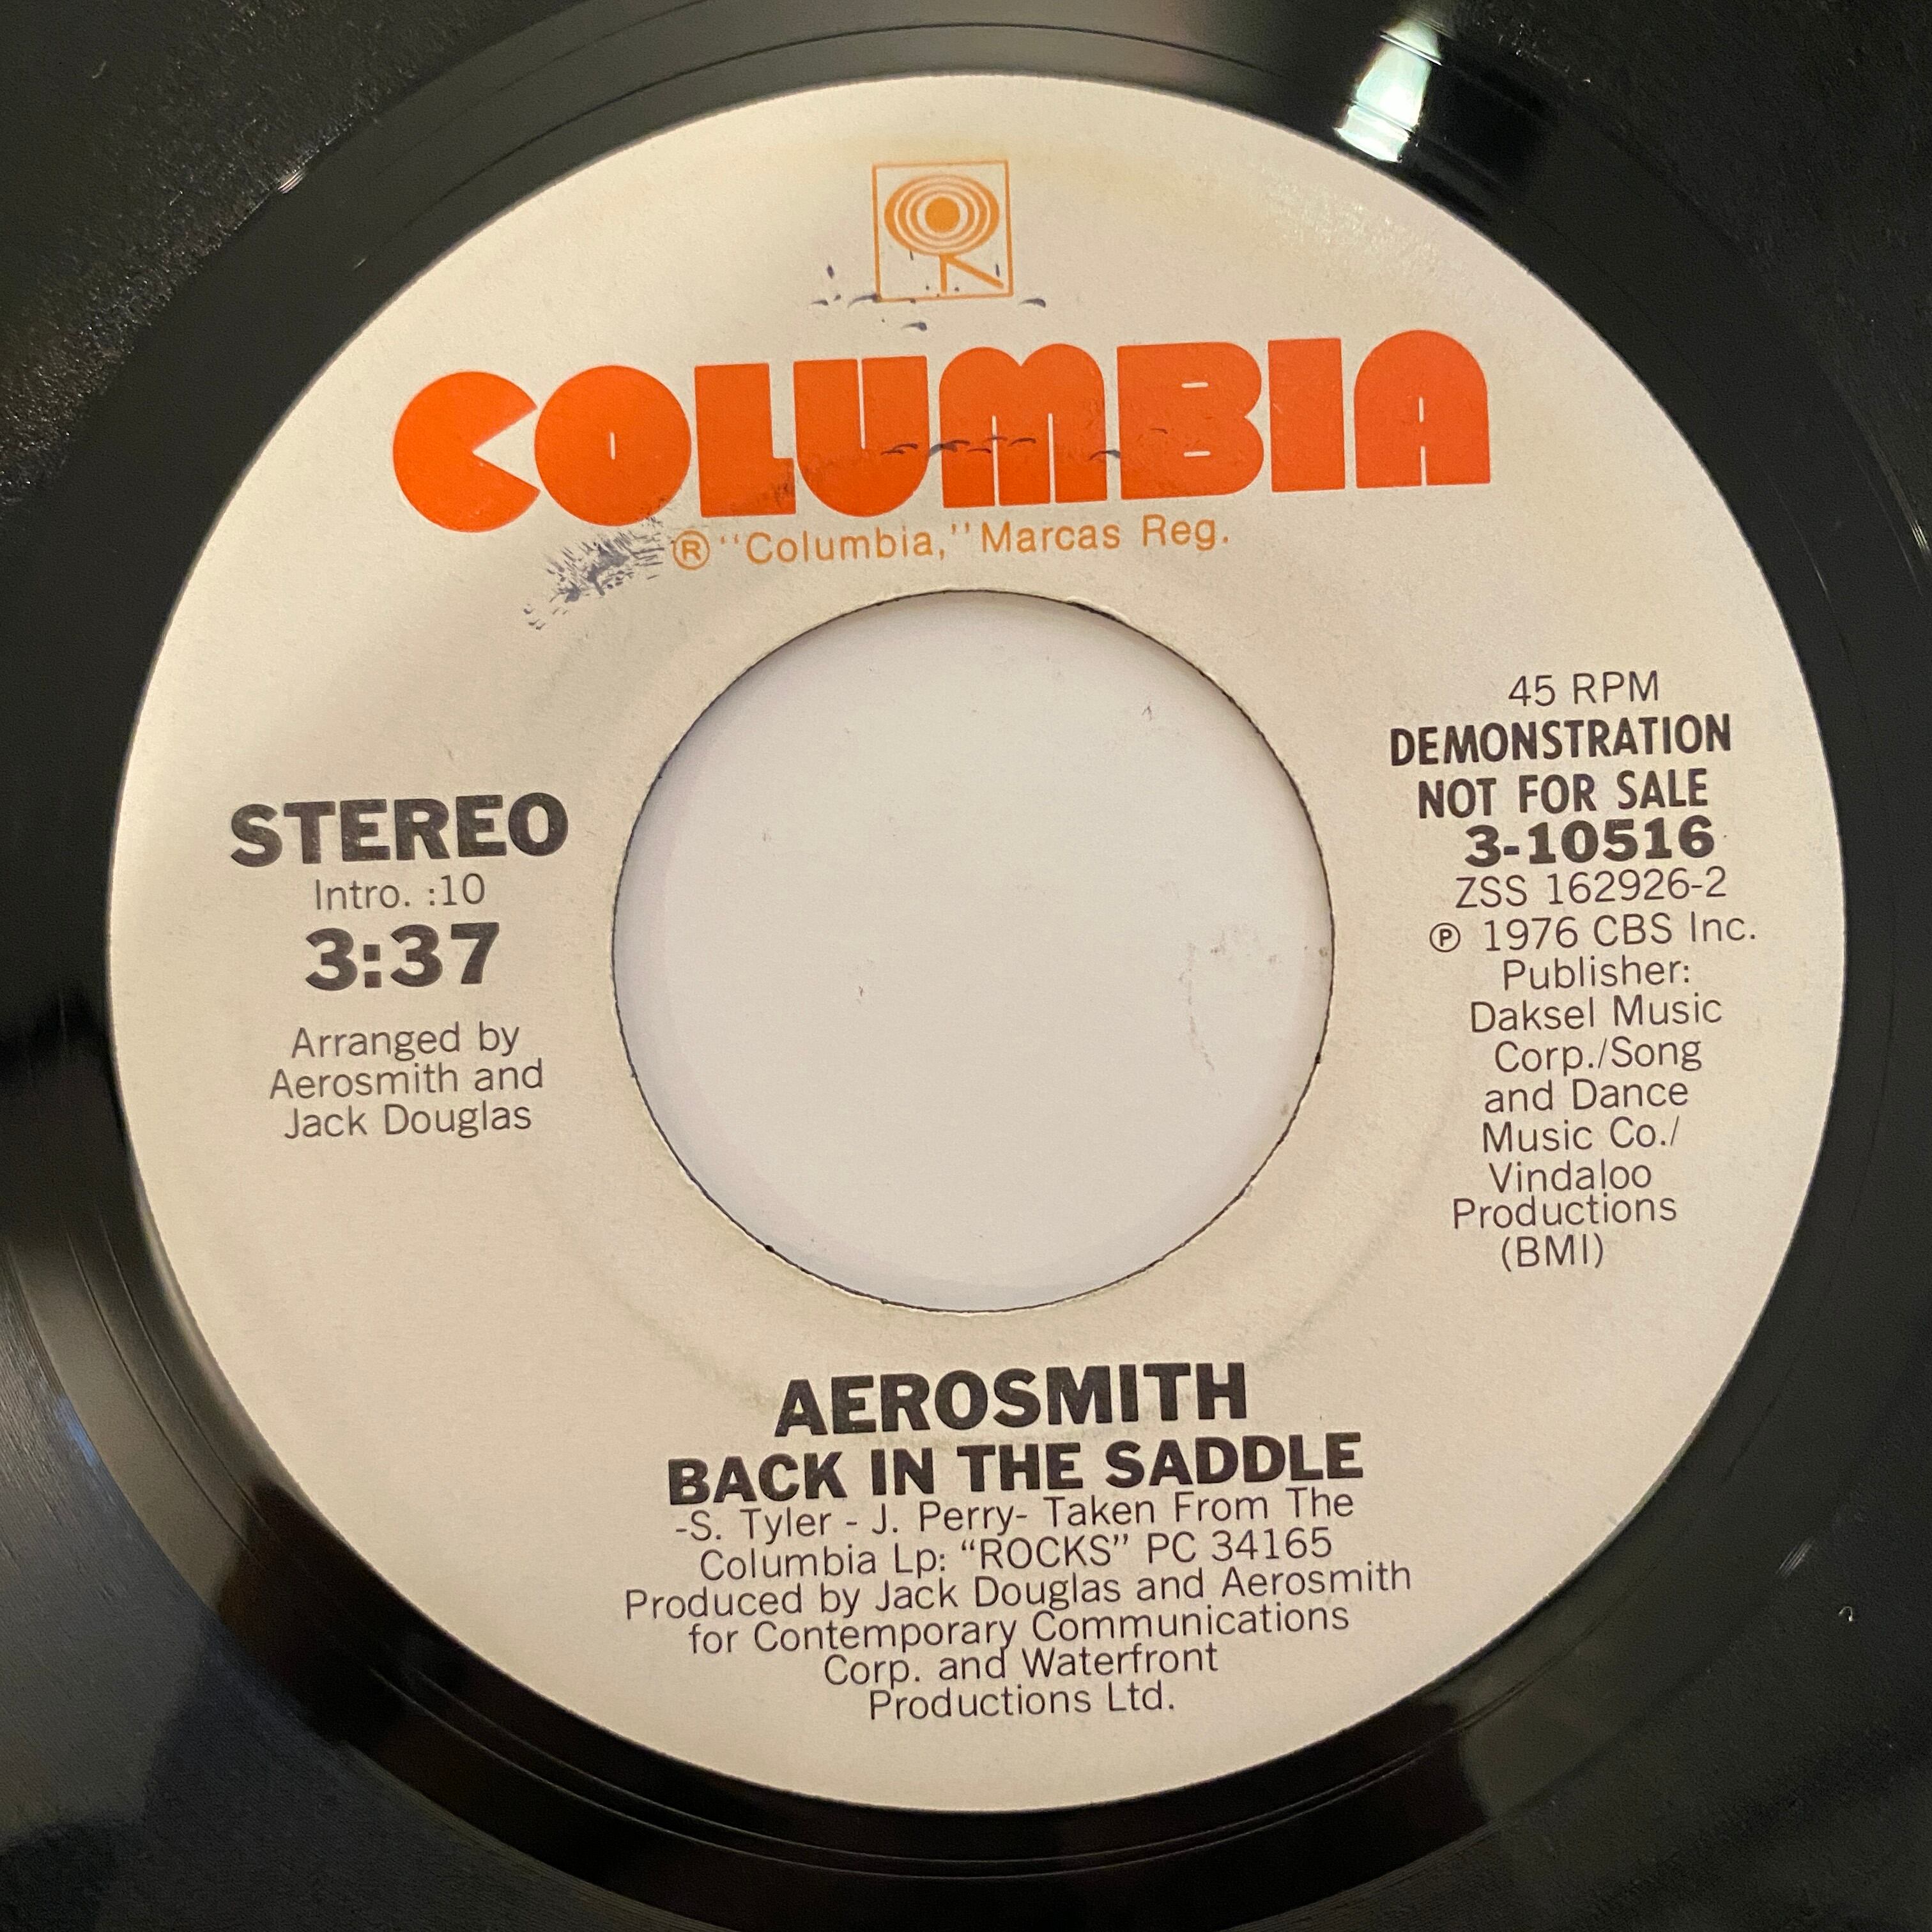 COLUMBIA
® "Columbia," Marcas Reg.
STEREO
Intro. :10
3:37
Arranged by
Aerosmith and
Jack Douglas
45 RPM
DEMONSTRATION
NOT FOR SALE
3-10516
ZSS 162926-2
℗ 1976 CBS Inc.
Publisher:
Daksel Music
Corp./Song
and Dance
Music Co./
Vindaloo
Productions
(BMI)
AEROSMITH
BACK IN THE SADDLE
-S. Tyler - J. Perry- Taken From The
Columbia Lp: “ROCKS” PC 34165
Produced by Jack Douglas and Aerosmith
for Contemporary Communications
Corp. and Waterfront
Productions Ltd.